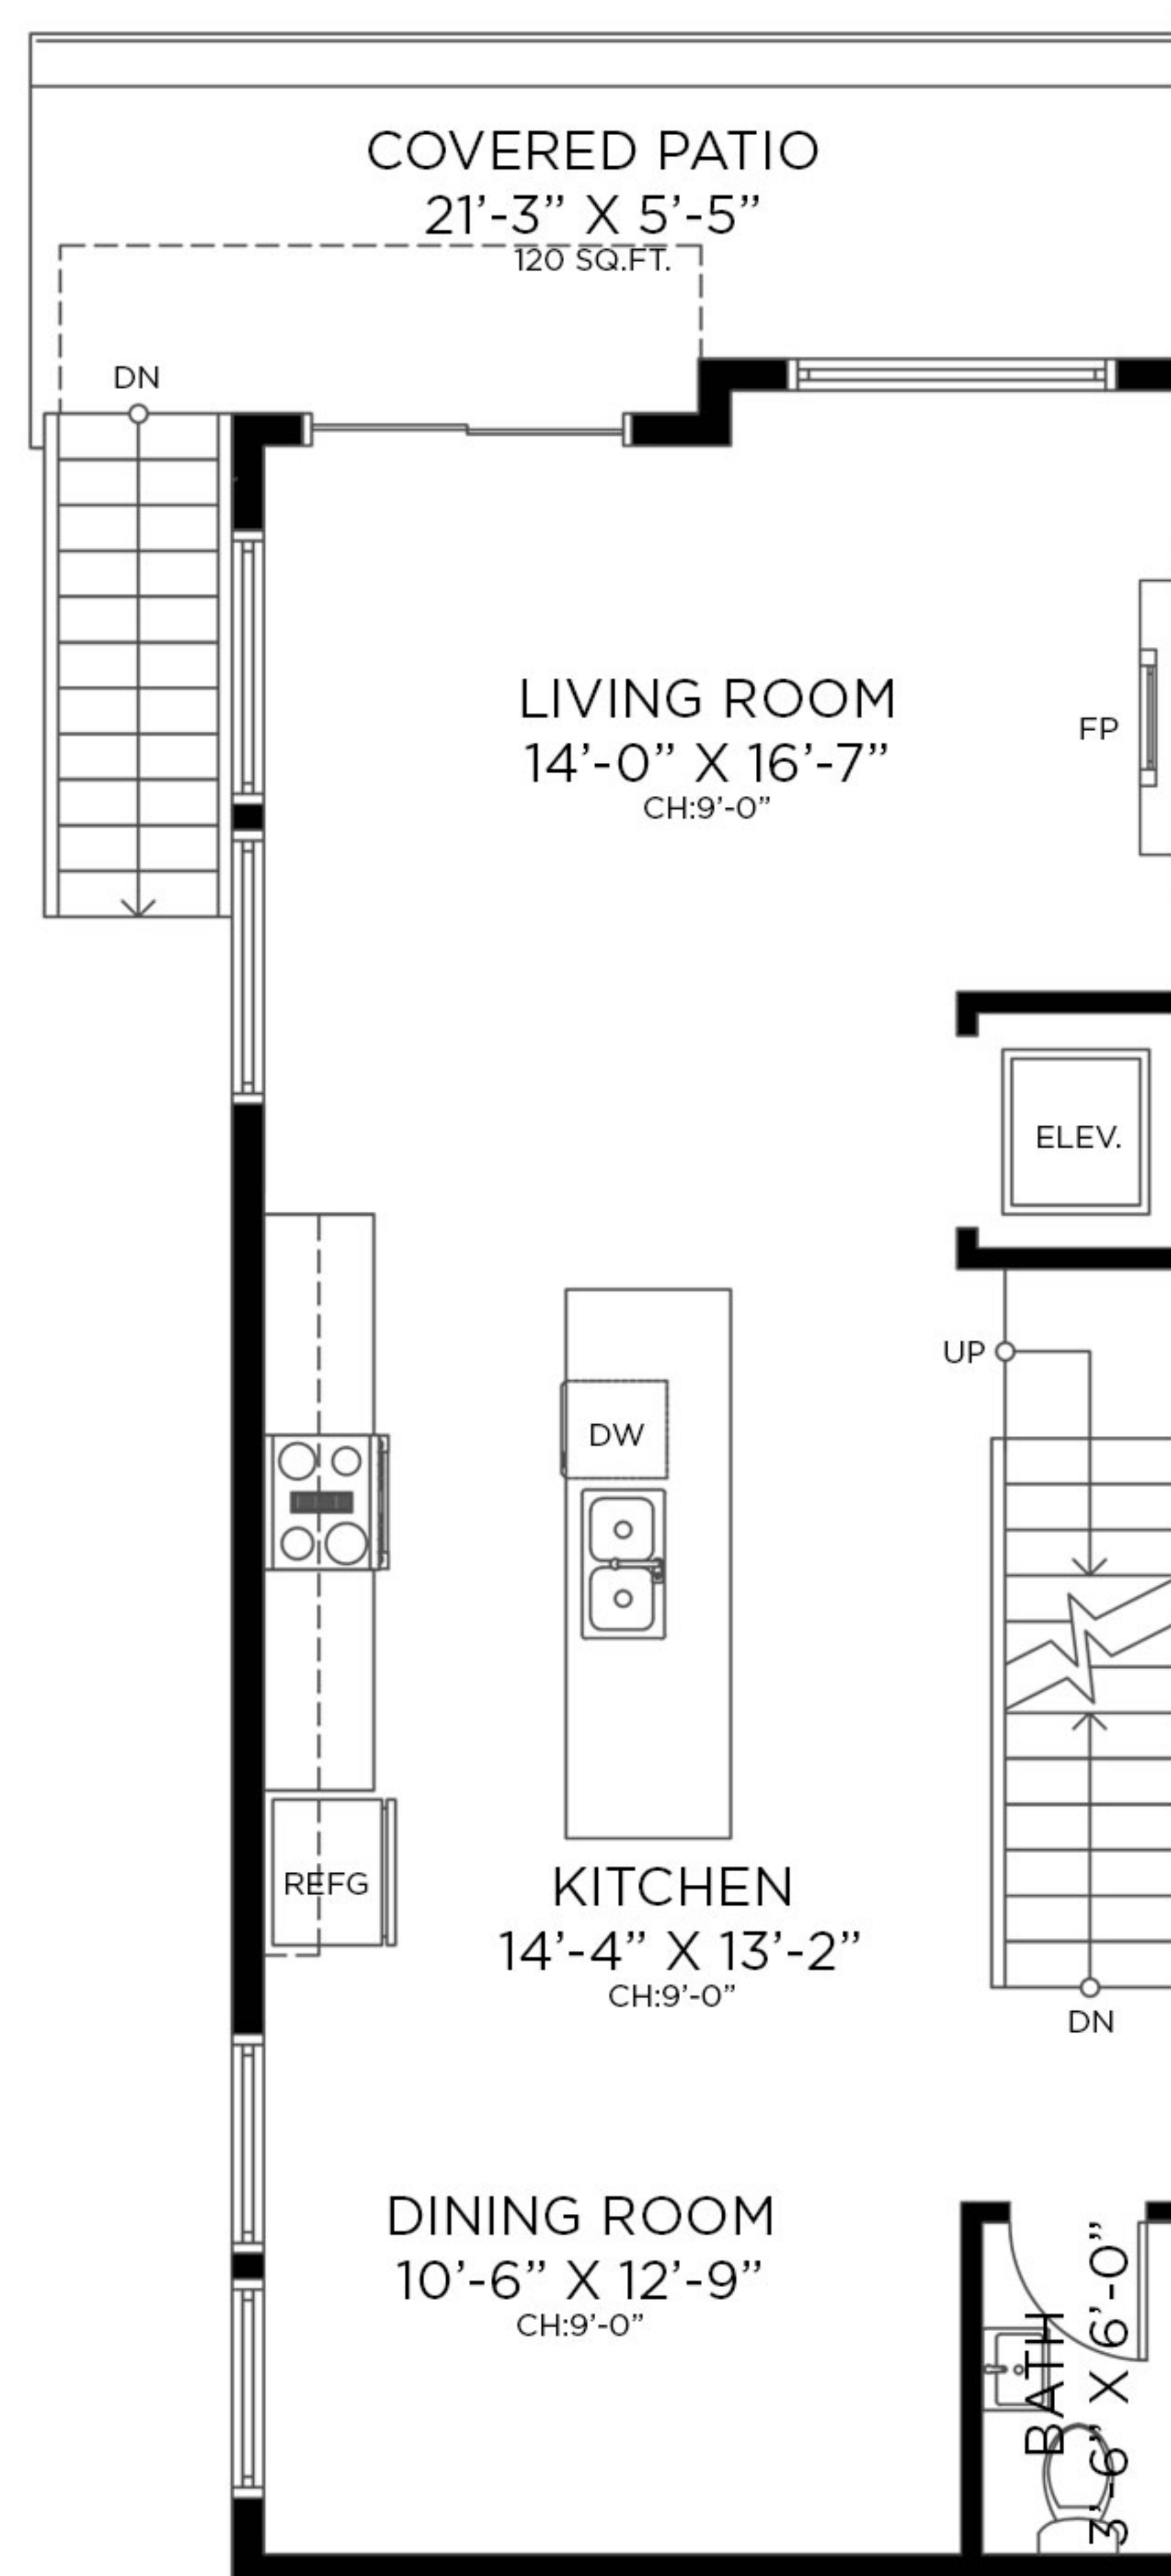 COVERED PATIO
21’-3” X 5’-5”
120 SQ.FT.
DN
LIVING ROOM
14’-0” X 16’-7”
CH:9’-0”
FP
ELEV.
UP
DW
REFG
KITCHEN
14’-4” X 13’-2”
CH:9’-0”
DN
DINING ROOM
10’-6” X 12’-9”
CH:9’-0”
BATH
3’-6” X 6’-0”